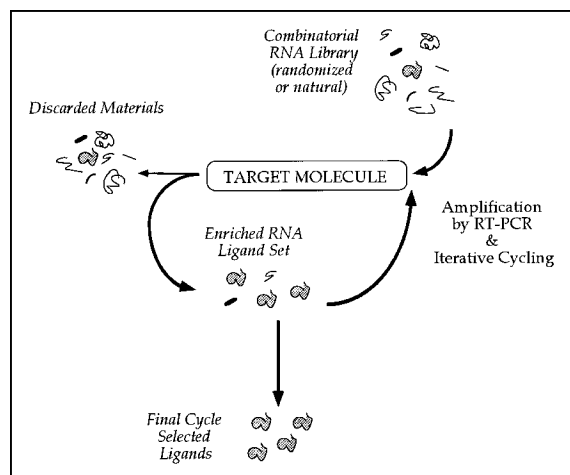 Combinatorial
RNA Library
(randomized
or natural)
Discarded Materials
TARGET MOLECULE
Amplification
by RT-PCR
&
Iterative Cycling
Enriched RNA
Ligand Set
Final Cycle
Selected
Ligands